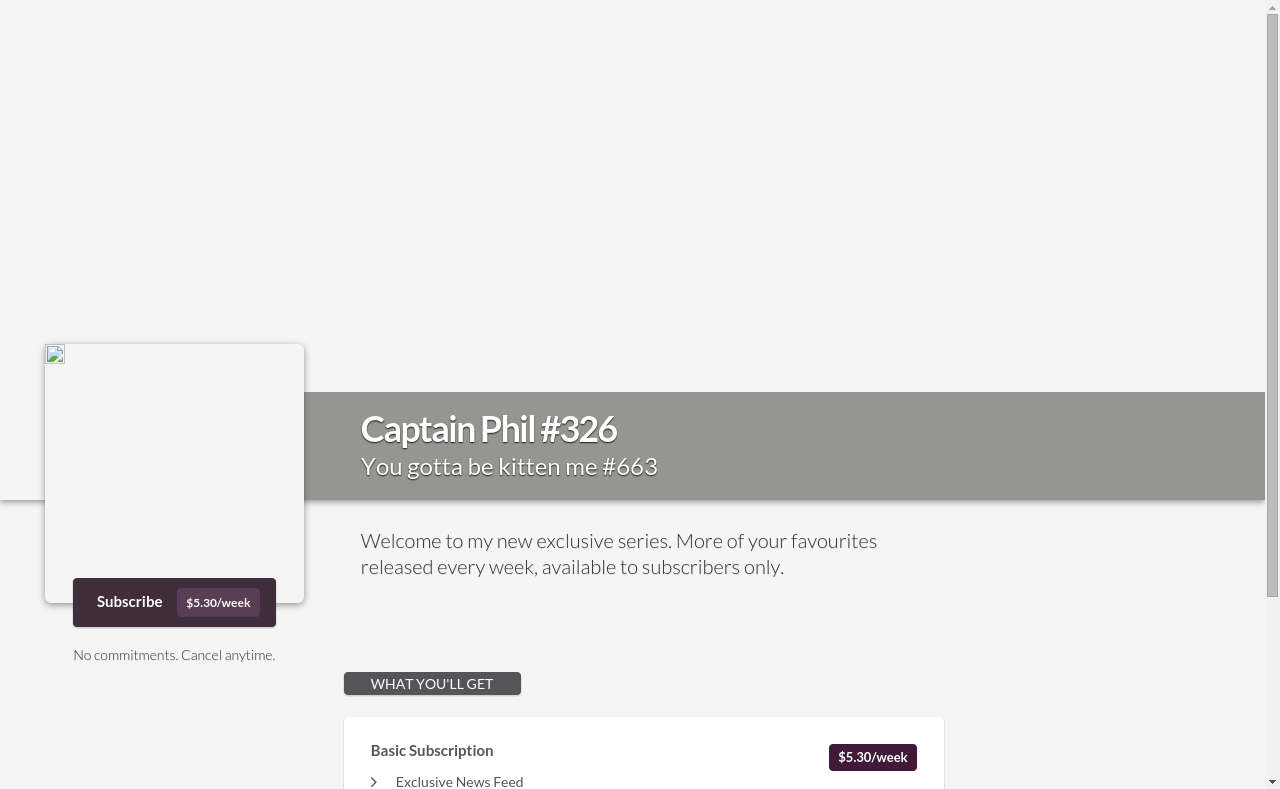 Captain Phil #326
You gotta be kitten me #663
Welcome to my new exclusive series. More of your favourites
released every week, available to subscribers only.
Subscribe $5.30/week
No commitments. Cancel anytime.
WHAT YOU'LL GET
Basic Subscription $5.30/week
Exclusive News Feed